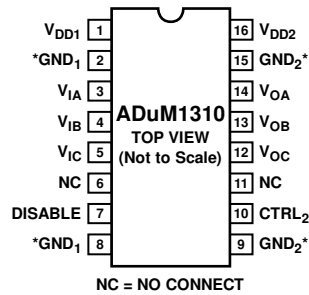 VDD1 1 16 VDD2
*GND1 2 15 GND2*
VIA 3 14 VOA
VIB 4 13 VOB
VIC 5 12 VOC
NC 6 11 NC
DISABLE 7 10 CTRL2
*GND1 8 9 GND2*
ADuM1310
TOP VIEW
(Not to Scale)
NC = NO CONNECT